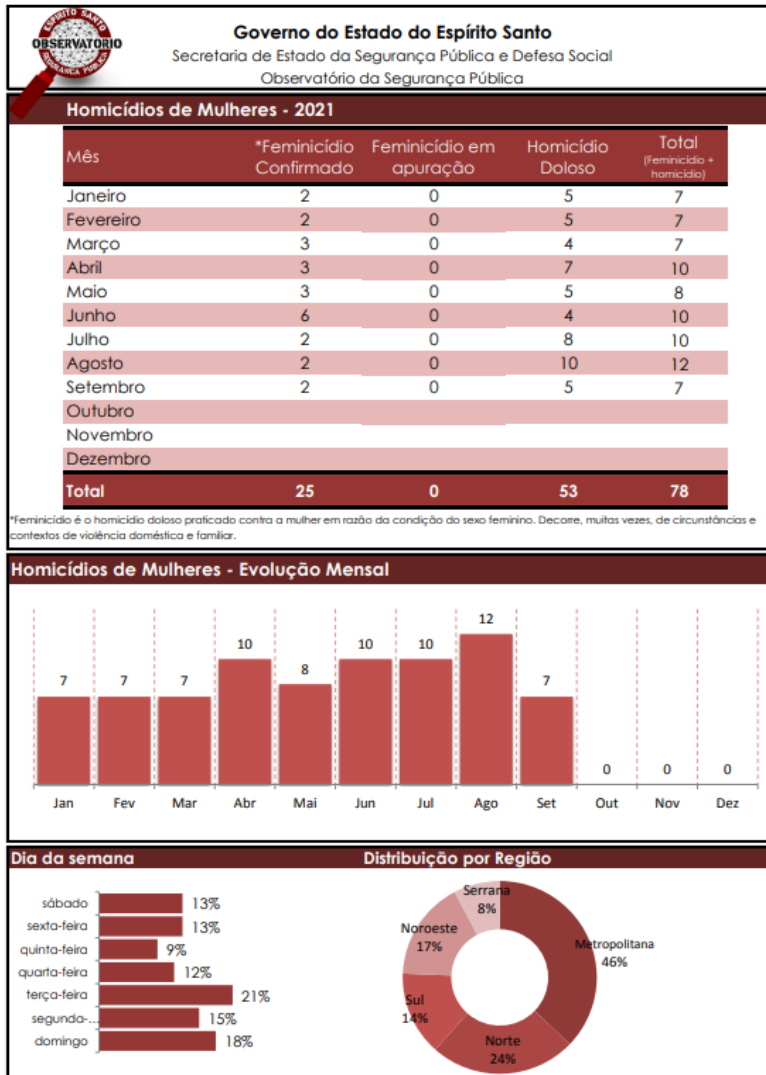 ESPÍRITO SANTO
OBSERVATÓRIO
SEGURANÇA PÚBLICA
Governo do Estado do Espírito Santo
Secretaria de Estado da Segurança Pública e Defesa Social
Observatório da Segurança Pública
Homicídios de Mulheres - 2021
Mês *Feminicídio Confirmado Feminicídio em apuração Homicídio Doloso Total (Feminicídio + homicídio)
Janeiro 2 0 5 7
Fevereiro 2 0 5 7
Março 3 0 4 7
Abril 3 0 7 10
Maio 3 0 5 8
Junho 6 0 4 10
Julho 2 0 8 10
Agosto 2 0 10 12
Setembro 2 0 5 7
Outubro
Novembro
Dezembro
Total 25 0 53 78
*Feminicídio é o homicídio doloso praticado contra a mulher em razão da condição do sexo feminino. Decorre, muitas vezes, de circunstâncias e
contextos de violência doméstica e familiar.
Homicídios de Mulheres - Evolução Mensal
7 7 7 10 8 10 10 12 7 0 0 0
Jan Fev Mar Abr Mai Jun Jul Ago Set Out Nov Dez
Dia da semana
sábado 13%
sexta-feira 13%
quinta-feira 9%
quarta-feira 12%
terça-feira 21%
segunda-... 15%
domingo 18%
Distribuição por Região
Serrana
8%
Noroeste
17%
Metropolitana
46%
Sul
14%
Norte
24%